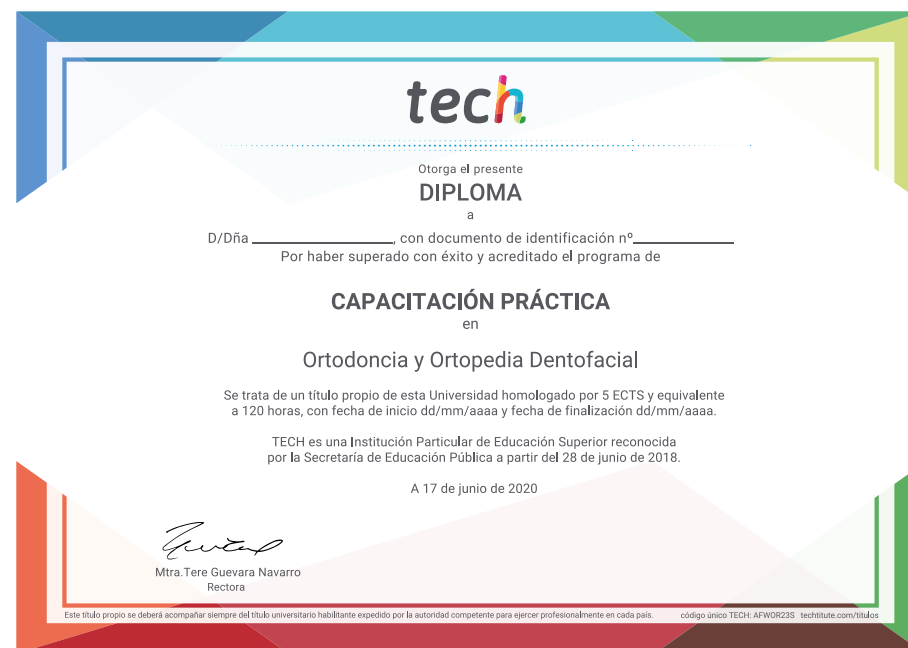 tech
Otorga el presente
DIPLOMA
a
D/Dña ______________, con documento de identificación nº______________
Por haber superado con éxito y acreditado el programa de
CAPACITACIÓN PRÁCTICA
en
Ortodoncia y Ortopedia Dentofacial
Se trata de un título propio de esta Universidad homologado por 5 ECTS y equivalente
a 120 horas, con fecha de inicio dd/mm/aaaa y fecha de finalización dd/mm/aaaa.
TECH es una Institución Particular de Educación Superior reconocida
por la Secretaría de Educación Pública a partir del 28 de junio de 2018.
A 17 de junio de 2020
Mtra.Tere Guevara Navarro
Rectora
Este título propio se deberá acompañar siempre del título universitario habilitante expedido por la autoridad competente para ejercer profesionalmente en cada país. código único TECH: AFWOR23S techtitute.com/titulos